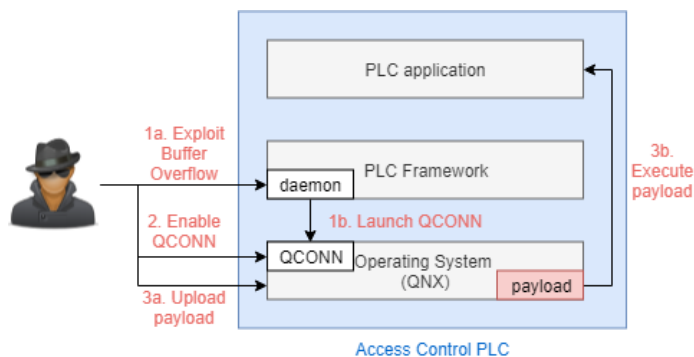 PLC application
1a. Exploit
Buffer
Overflow
PLC Framework
3b.
Execute
payload
daemon
2. Enable
QCONN
1b. Launch QCONN
QCONN
Operating System
(QNX)
payload
3a. Upload
payload
Access Control PLC